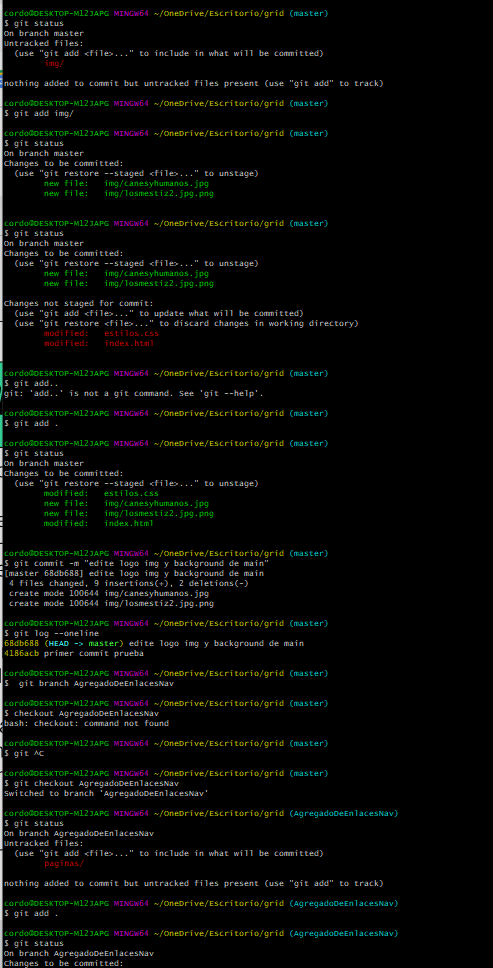 cordo@DESKTOP-M123APG MINGW64 ~/OneDrive/Escritorio/grid (master)
$ git status
On branch master
Untracked files:
  (use "git add <file>..." to include in what will be committed)
        img/

nothing added to commit but untracked files present (use "git add" to track)

cordo@DESKTOP-M123APG MINGW64 ~/OneDrive/Escritorio/grid (master)
$ git add img/

cordo@DESKTOP-M123APG MINGW64 ~/OneDrive/Escritorio/grid (master)
$ git status
On branch master
Changes to be committed:
  (use "git restore --staged <file>..." to unstage)
        new file:   img/canesyhumanos.jpg
        new file:   img/losmestiz2.jpg.png


cordo@DESKTOP-M123APG MINGW64 ~/OneDrive/Escritorio/grid (master)
$ git status
On branch master
Changes to be committed:
  (use "git restore --staged <file>..." to unstage)
        new file:   img/canesyhumanos.jpg
        new file:   img/losmestiz2.jpg.png

Changes not staged for commit:
  (use "git add <file>..." to update what will be committed)
  (use "git restore <file>..." to discard changes in working directory)
        modified:   estilos.css
        modified:   index.html


cordo@DESKTOP-M123APG MINGW64 ~/OneDrive/Escritorio/grid (master)
$ git add..
git: 'add..' is not a git command. See 'git --help'.

cordo@DESKTOP-M123APG MINGW64 ~/OneDrive/Escritorio/grid (master)
$ git add .

cordo@DESKTOP-M123APG MINGW64 ~/OneDrive/Escritorio/grid (master)
$ git status
On branch master
Changes to be committed:
  (use "git restore --staged <file>..." to unstage)
        modified:   estilos.css
        new file:   img/canesyhumanos.jpg
        new file:   img/losmestiz2.jpg.png
        modified:   index.html


cordo@DESKTOP-M123APG MINGW64 ~/OneDrive/Escritorio/grid (master)
$ git commit -m "edite logo img y background de main"
[master 68db688] edite logo img y background de main
 4 files changed, 9 insertions(+), 2 deletions(-)
 create mode 100644 img/canesyhumanos.jpg
 create mode 100644 img/losmestiz2.jpg.png

cordo@DESKTOP-M123APG MINGW64 ~/OneDrive/Escritorio/grid (master)
$ git log --oneline
68db688 (HEAD -> master) edite logo img y background de main
4186acb primer commit prueba

cordo@DESKTOP-M123APG MINGW64 ~/OneDrive/Escritorio/grid (master)
$  git branch AgregadoDeEnlacesNav

cordo@DESKTOP-M123APG MINGW64 ~/OneDrive/Escritorio/grid (master)
$ checkout AgregadoDeEnlacesNav
bash: checkout: command not found

cordo@DESKTOP-M123APG MINGW64 ~/OneDrive/Escritorio/grid (master)
$ git ^C

cordo@DESKTOP-M123APG MINGW64 ~/OneDrive/Escritorio/grid (master)
$ git checkout AgregadoDeEnlacesNav
Switched to branch 'AgregadoDeEnlacesNav'

cordo@DESKTOP-M123APG MINGW64 ~/OneDrive/Escritorio/grid (AgregadoDeEnlacesNav)
$ git status
On branch AgregadoDeEnlacesNav
Untracked files:
  (use "git add <file>..." to include in what will be committed)
        paginas/

nothing added to commit but untracked files present (use "git add" to track)

cordo@DESKTOP-M123APG MINGW64 ~/OneDrive/Escritorio/grid (AgregadoDeEnlacesNav)
$ git add .

cordo@DESKTOP-M123APG MINGW64 ~/OneDrive/Escritorio/grid (AgregadoDeEnlacesNav)
$ git status
On branch AgregadoDeEnlacesNav
Changes to be committed: